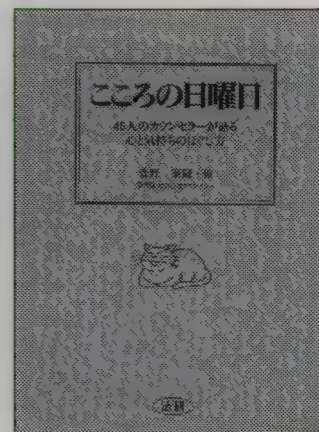 こころの日曜日
45人のカウンセラーが語る
心と気持ちのほぐし方
菅野 泰蔵・編
法研